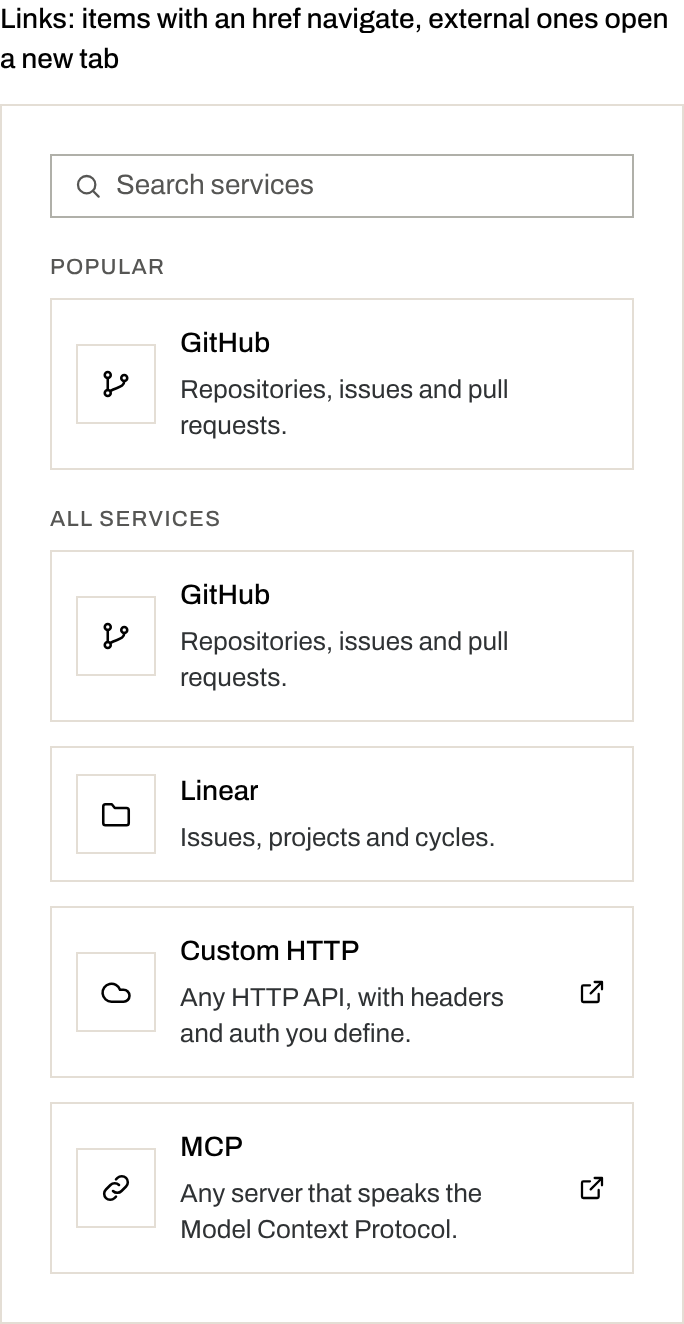 Links: items with an href navigate, external ones open
a new tab
Search services
POPULAR
GitHub
Repositories, issues and pull
requests.
ALL SERVICES
GitHub
Repositories, issues and pull
requests.
Linear
Issues, projects and cycles.
Custom HTTP
Any HTTP API, with headers
and auth you define.
MCP
Any server that speaks the
Model Context Protocol.